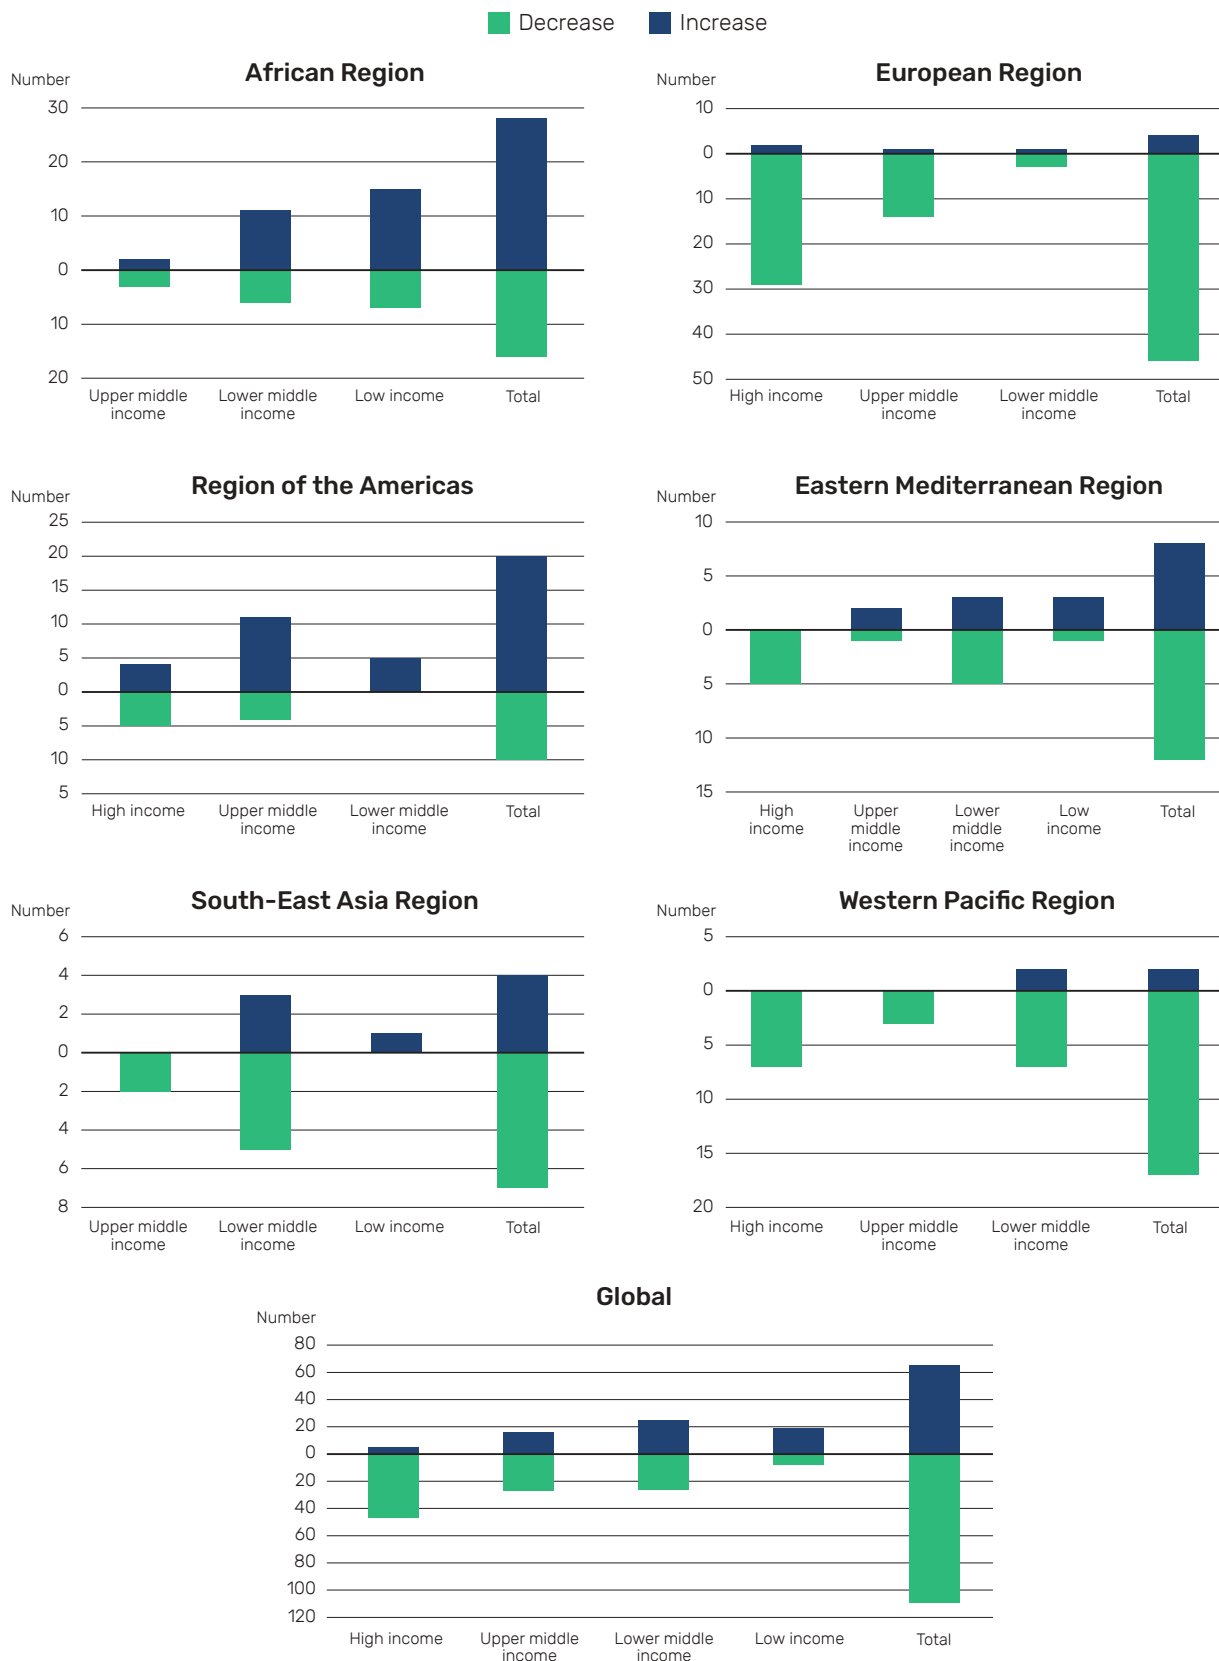 Decrease Increase
African Region
Number
30
20
10
0
10
20
Upper middle income
Lower middle income
Low income
Total
European Region
Number
10
0
10
20
30
40
50
High income
Upper middle income
Lower middle income
Total
Region of the Americas
Number
25
20
15
10
5
0
5
10
5
High income
Upper middle income
Lower middle income
Total
Eastern Mediterranean Region
Number
10
5
0
5
10
15
High income
Upper middle income
Lower middle income
Low income
Total
South-East Asia Region
Number
6
4
2
0
2
4
6
8
Upper middle income
Lower middle income
Low income
Total
Western Pacific Region
Number
5
0
5
10
15
20
High income
Upper middle income
Lower middle income
Total
Global
Number
80
60
40
20
0
20
40
60
80
100
120
High income
Upper middle income
Lower middle income
Low income
Total